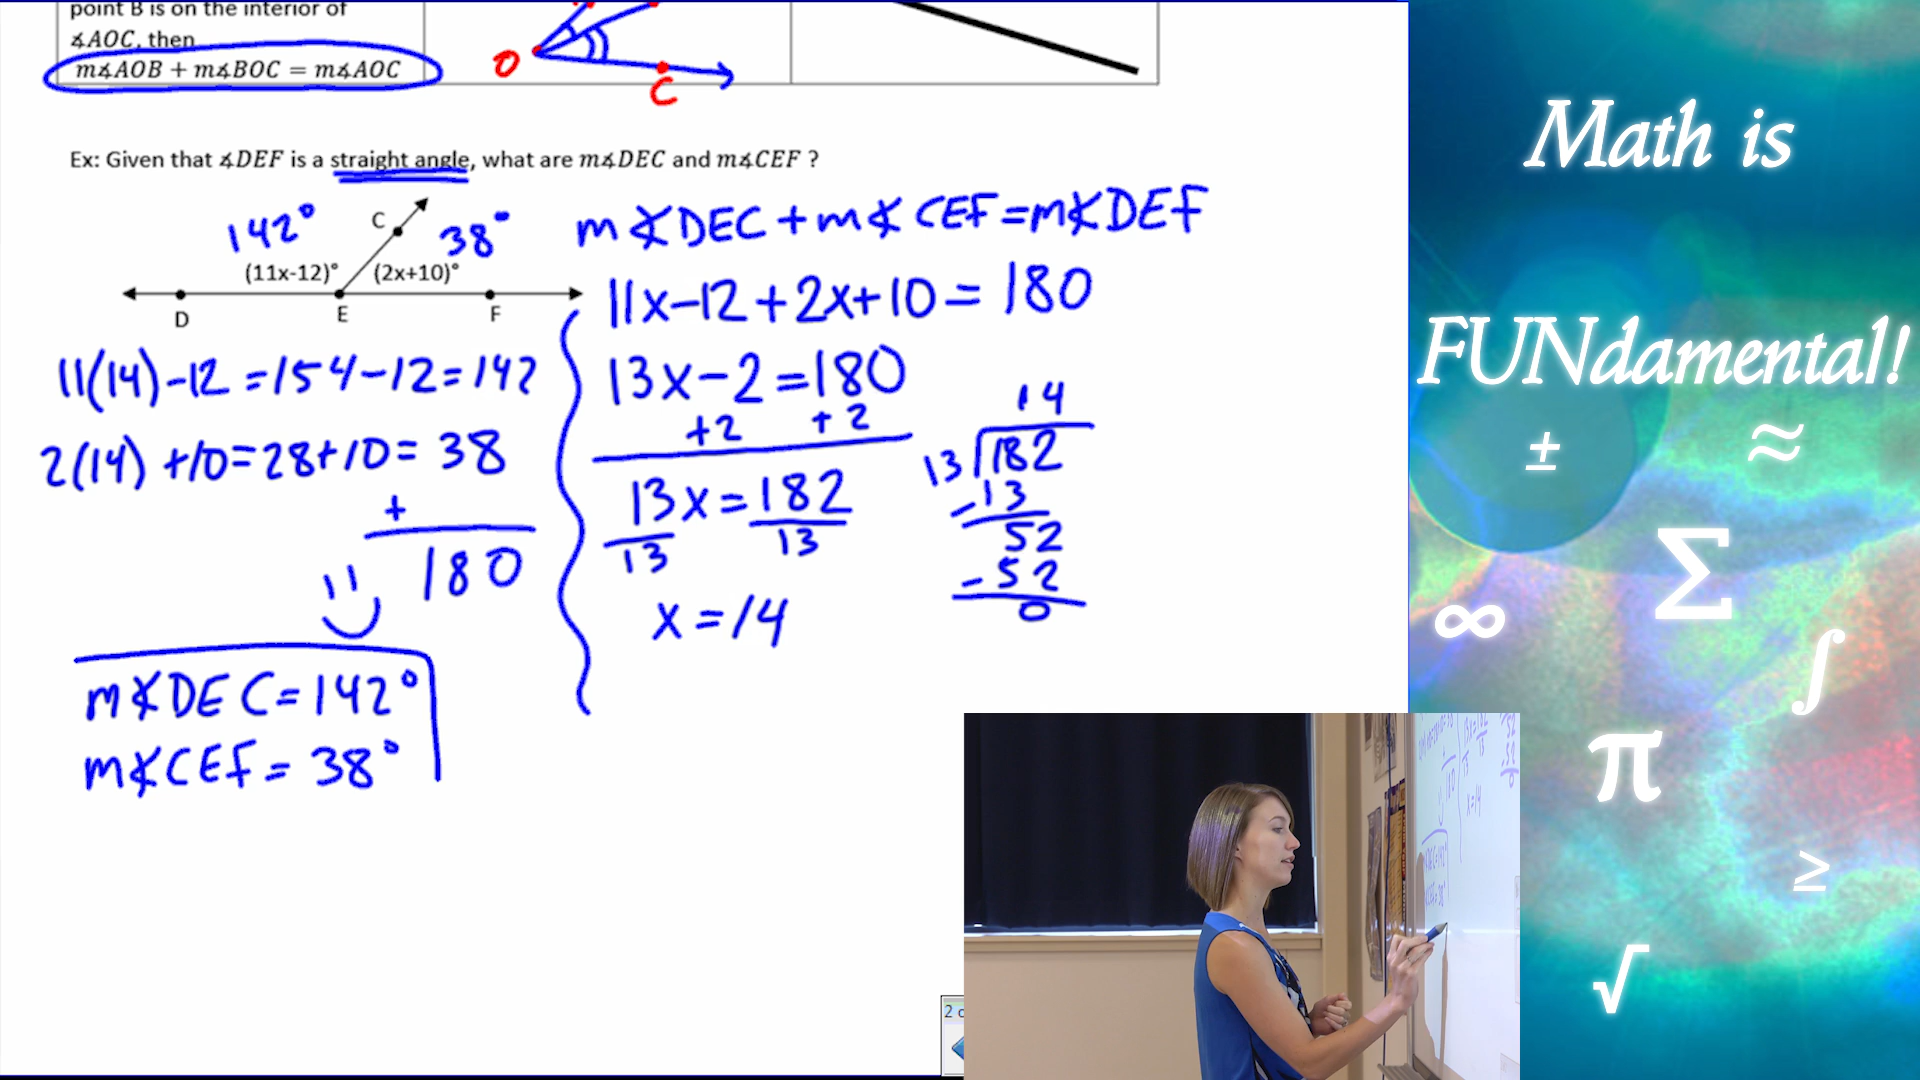 point B is on the interior of
∡AOC, then
m∡AOB + m∡BOC = m∡AOC
O
C
Ex: Given that ∡DEF is a straight angle, what are m∡DEC and m∡CEF ?
142°
C
38°
(11x-12)°
(2x+10)°
D
E
F
m∡DEC + m∡CEF = m∡DEF
11x-12+2x+10 = 180
13x-2=180
+2 +2
13x=182
13 13
x=14
14
13 182
-13
52
-52
0
11(14)-12=154-12=142
2(14)+10=28+10=38
+
180
m∡DEC=142°
m∡CEF=38°
Math is
FUNdamental!
± ≈
Σ
∞
∫
π
≥
√